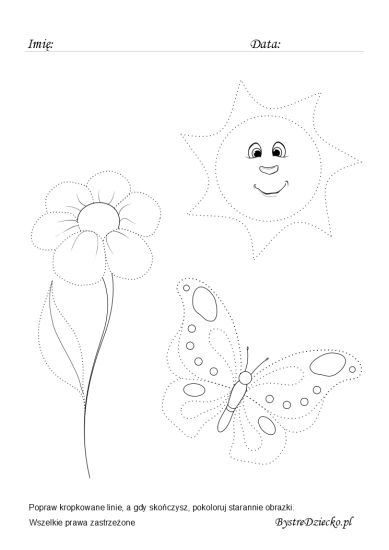 Imię: Data:
Popraw kropkowane linie, a gdy skończysz, pokoloruj starannie obrazki.
Wszelkie prawa zastrzeżone BystreDziecko.pl